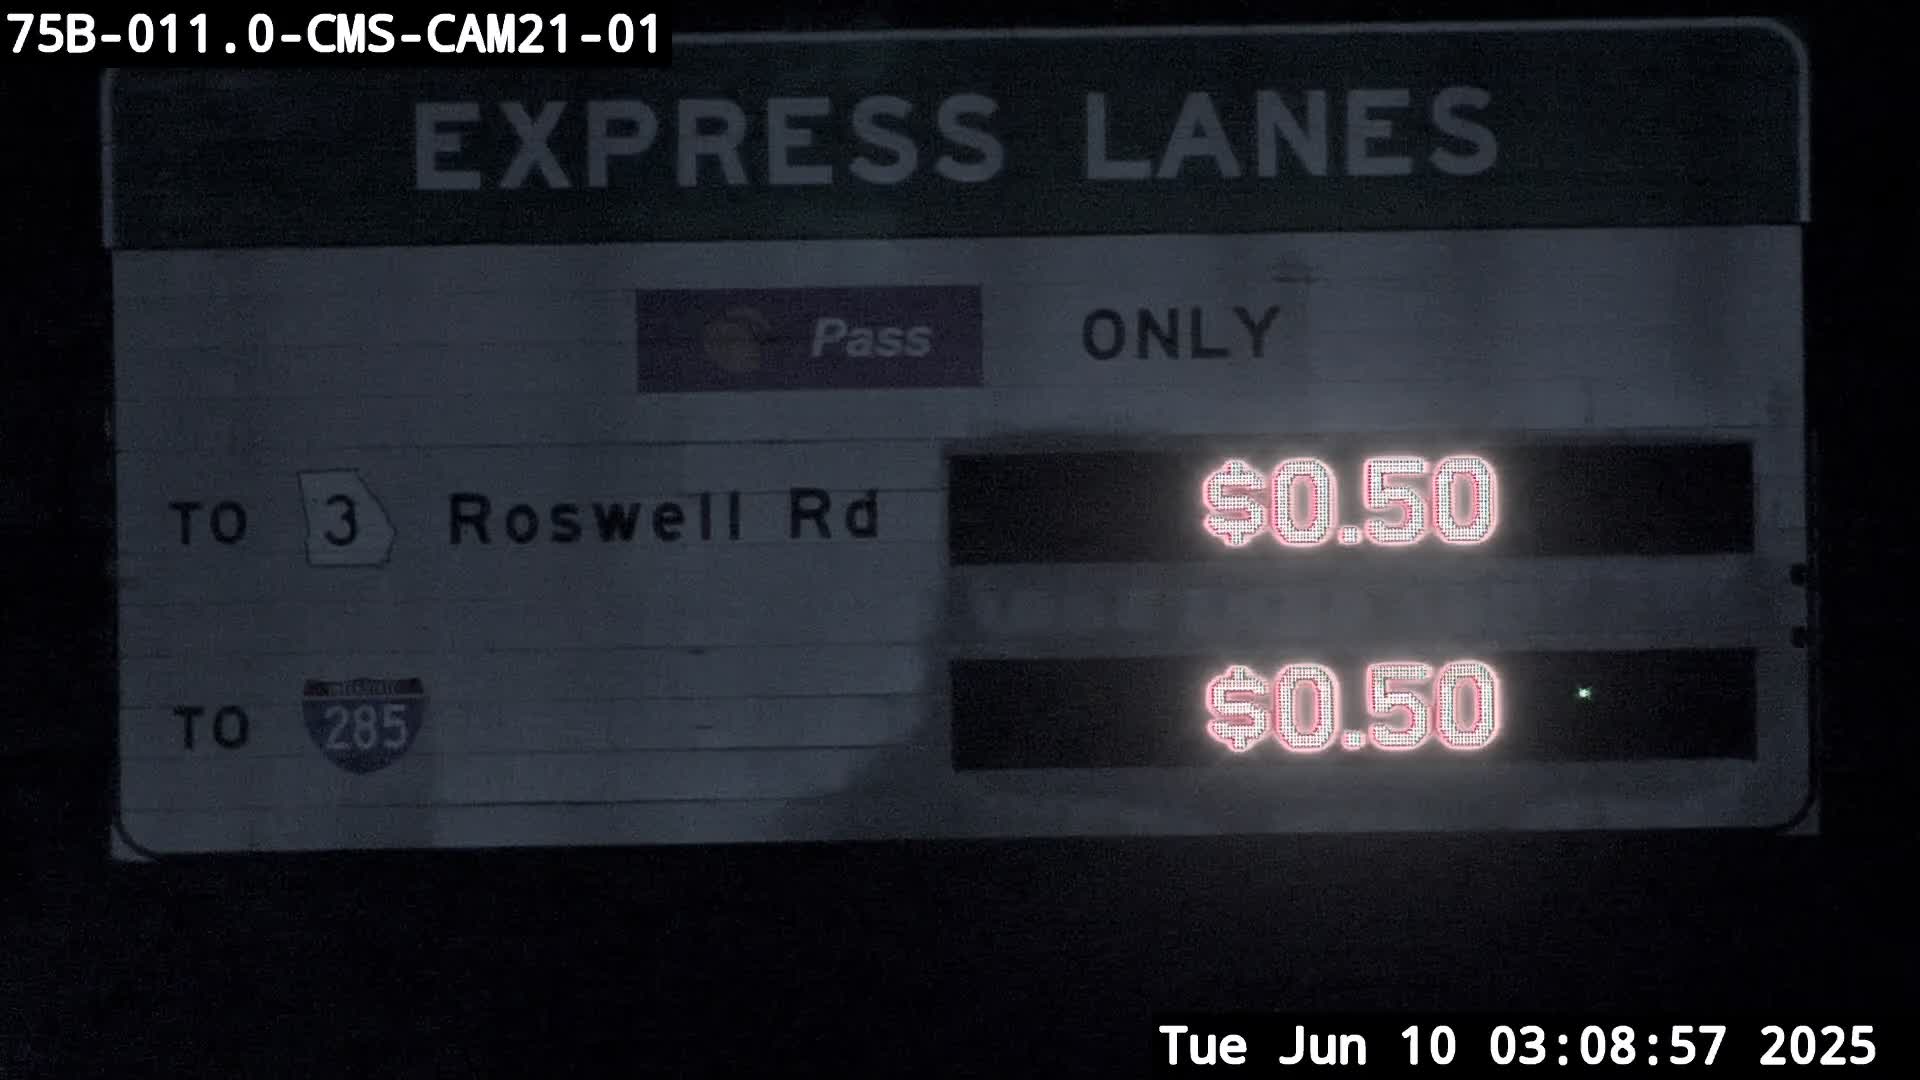 75B-011.0-CMS-CAM21-01
EXPRESS LANES
Pass ONLY
TO 3 Roswell Rd $0.50
TO 285 $0.50
Tue Jun 10 03:08:57 2025